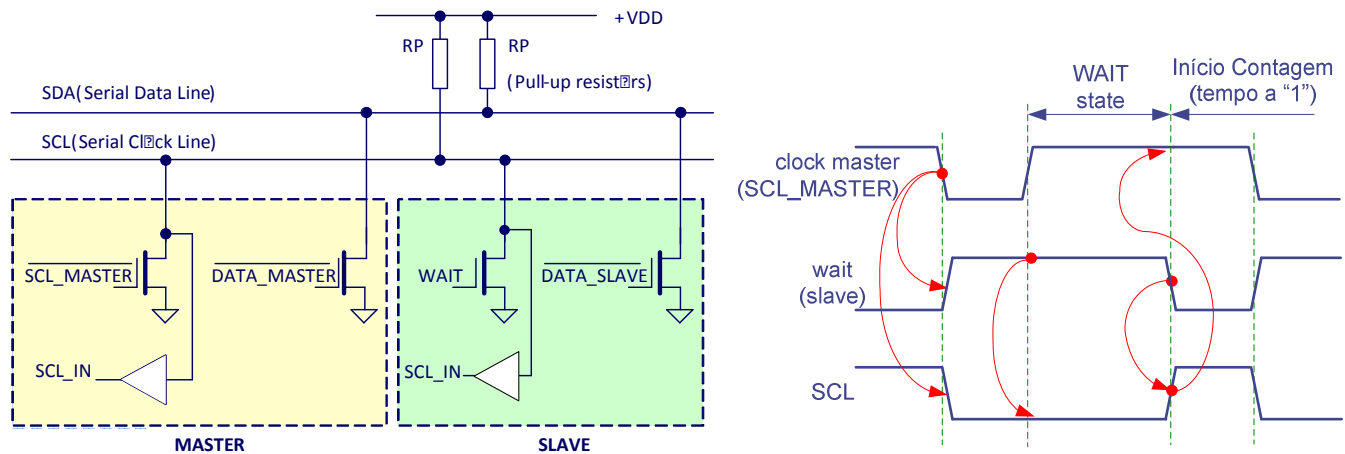 +VDD
RP
RP
(Pull-up resist�rs)
SDA(Serial Data Line)
SCL(Serial Cl�ck Line)
SCL_MASTER
DATA_MASTER
SCL_IN
MASTER
WAIT
DATA_SLAVE
SCL_IN
SLAVE
WAIT
state
Início Contagem
(tempo a “1”)
clock master
(SCL_MASTER)
wait
(slave)
SCL